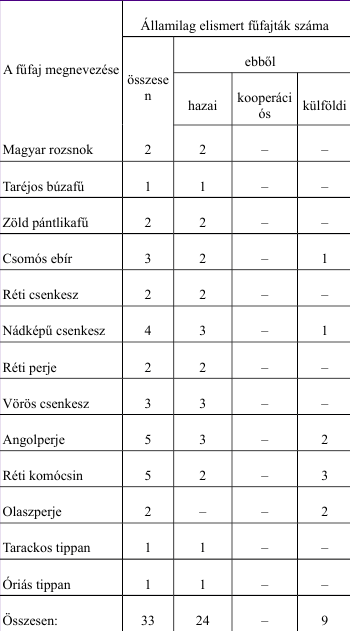 Államilag elismert fűfajták száma
A fűfaj megnevezése
összese
n
ebből
hazai
kooperáci
ós
külföldi
Magyar rozsnok 2 2 – –
Taréjos búzafű 1 1 – –
Zöld pántlikafű 2 2 – –
Csomós ebír 3 2 – 1
Réti csenkesz 2 2 – –
Nádképű csenkesz 4 3 – 1
Réti perje 2 2 – –
Vörös csenkesz 3 3 – –
Angolperje 5 3 – 2
Réti komócsin 5 2 – 3
Olaszperje 2 – – 2
Tarackos tippan 1 1 – –
Óriás tippan 1 1 – –
Összesen: 33 24 – 9